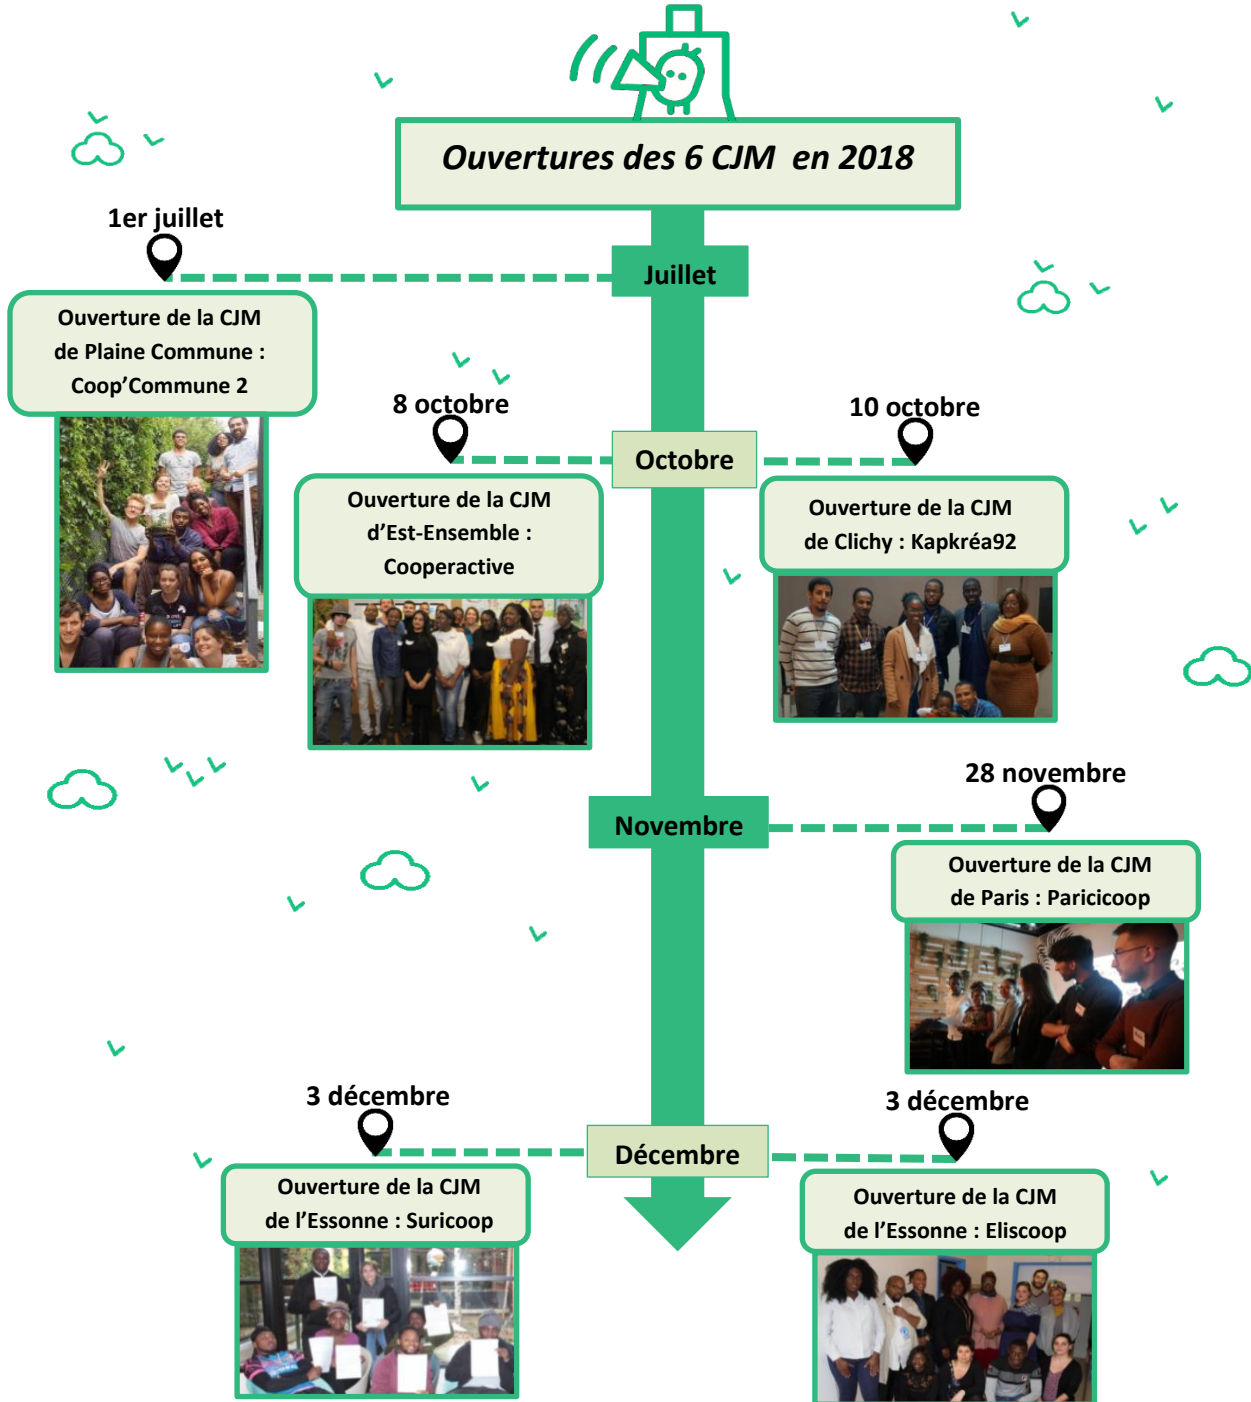 Ouvertures des 6 CJM en 2018
1er juillet
Juillet
Ouverture de la CJM
de Plaine Commune :
Coop’Commune 2
8 octobre
10 octobre
Octobre
Ouverture de la CJM
d’Est-Ensemble :
Cooperactive
Ouverture de la CJM
de Clichy : Kapkréa92
28 novembre
Novembre
Ouverture de la CJM
de Paris : Paricicoop
3 décembre
3 décembre
Décembre
Ouverture de la CJM
de l’Essonne : Suricoop
Ouverture de la CJM
de l’Essonne : Eliscoop